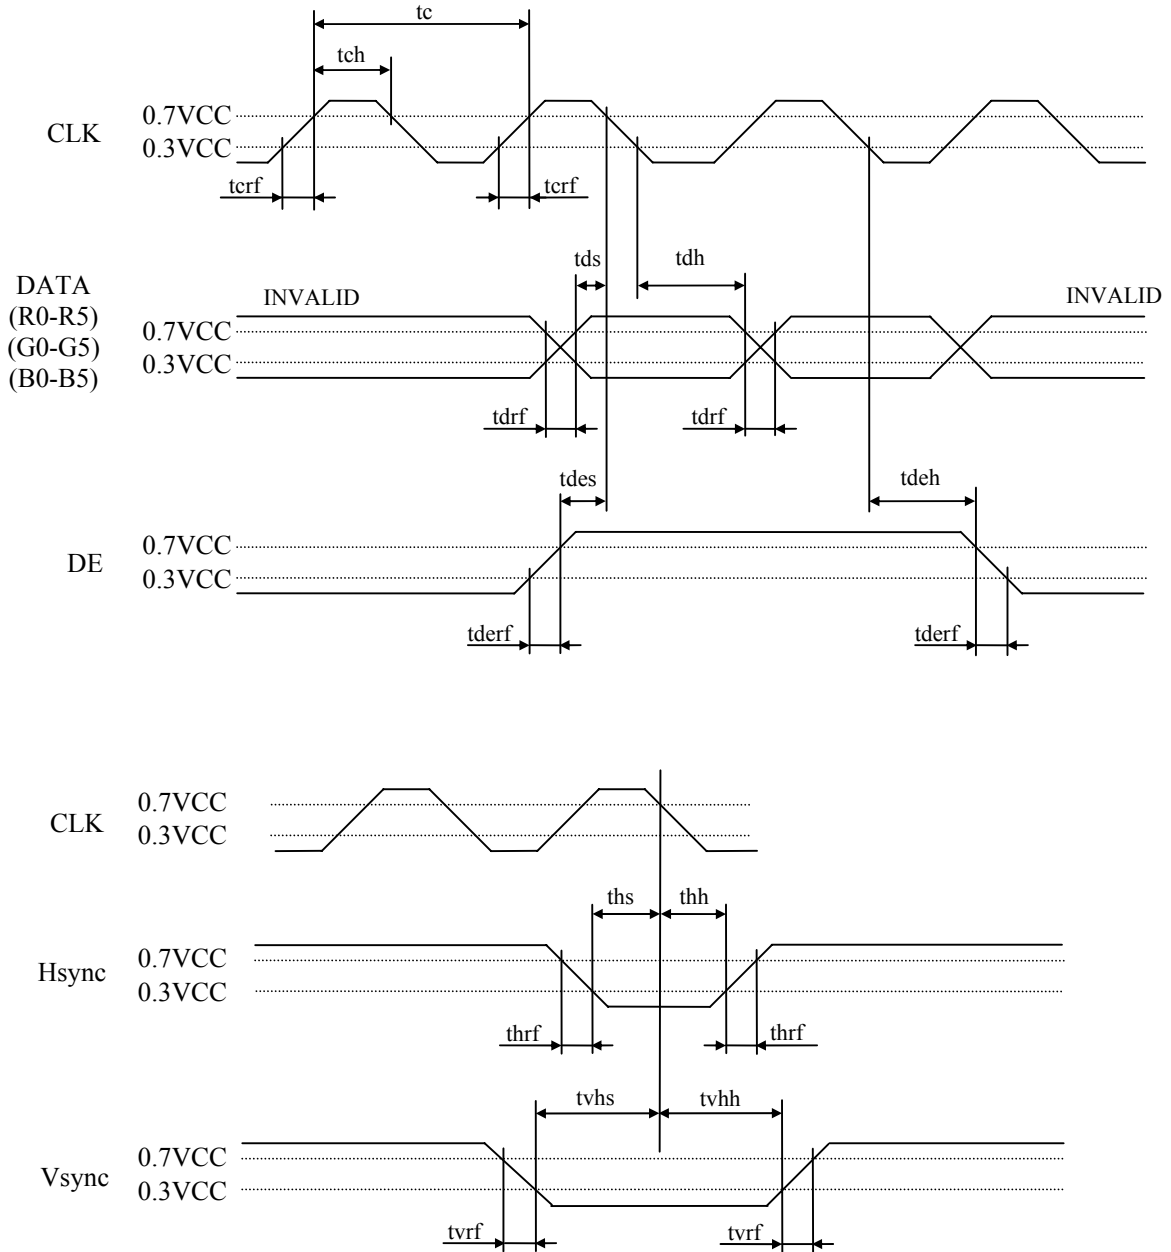 tc
tch
0.7VCC
CLK
0.3VCC
tcrf
tcrf
tds
tdh
DATA
INVALID
INVALID
(R0-R5)
0.7VCC
(G0-G5)
0.3VCC
(B0-B5)
tdrf
tdrf
tdes
tdeh
0.7VCC
DE
0.3VCC
tderf
tderf
0.7VCC
CLK
0.3VCC
ths
thh
0.7VCC
Hsync
0.3VCC
thrf
thrf
tvhs
tvhh
0.7VCC
Vsync
0.3VCC
tvrf
tvrf